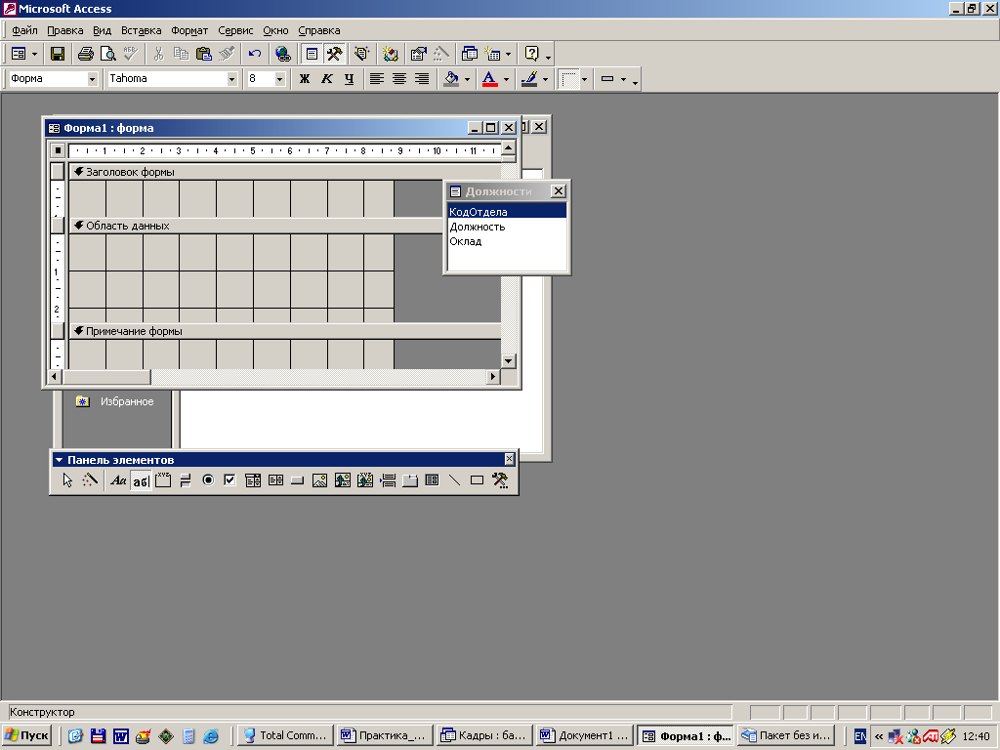 Microsoft Access
Файл Правка Вид Вставка Формат Сервис Окно Справка
Форма Tahoma 8 Ж К Ч
Форма1 : форма
1 2 3 4 5 6 7 8 9 10 11
Заголовок формы
Должности
КодОтдела
Должность
Оклад
Область данных
1
2
Примечание формы
Избранное
Панель элементов
Aa аб|
Конструктор
Пуск Total Comm... Практика_... Кадры : ба... Документ1 ... Форма1 : ф... Пакет без и... EN « 12:40